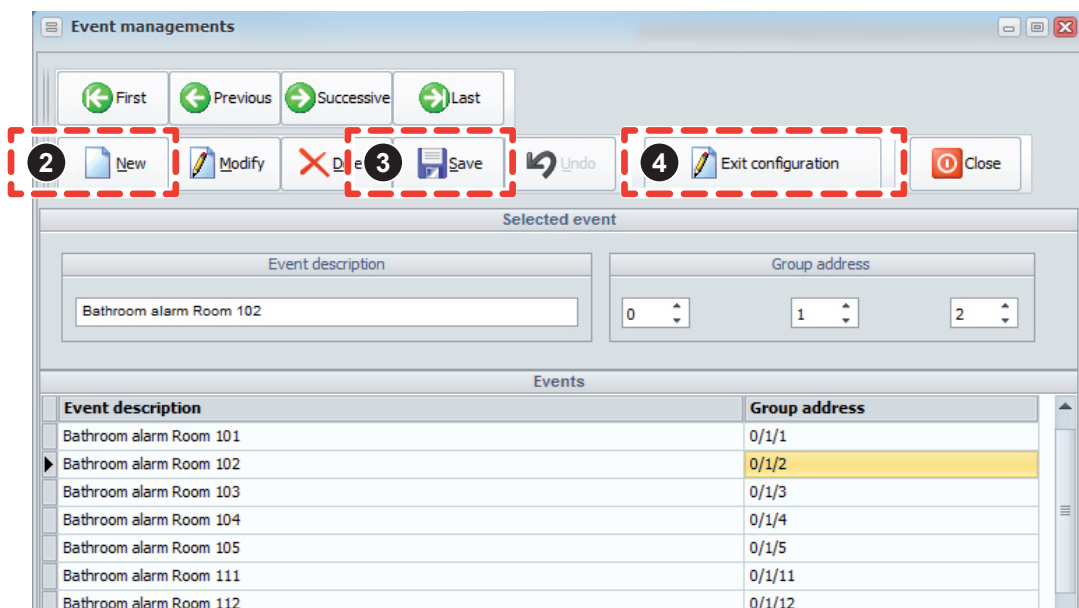 Event managements
First Previous Successive Last
2 New Modify 3 Save Undo 4 Exit configuration Close
Selected event
Event description Group address
Bathroom alarm Room 102 0 1 2
Events
Event description Group address
Bathroom alarm Room 101 0/1/1
Bathroom alarm Room 102 0/1/2
Bathroom alarm Room 103 0/1/3
Bathroom alarm Room 104 0/1/4
Bathroom alarm Room 105 0/1/5
Bathroom alarm Room 111 0/1/11
Bathroom alarm Room 112 0/1/12